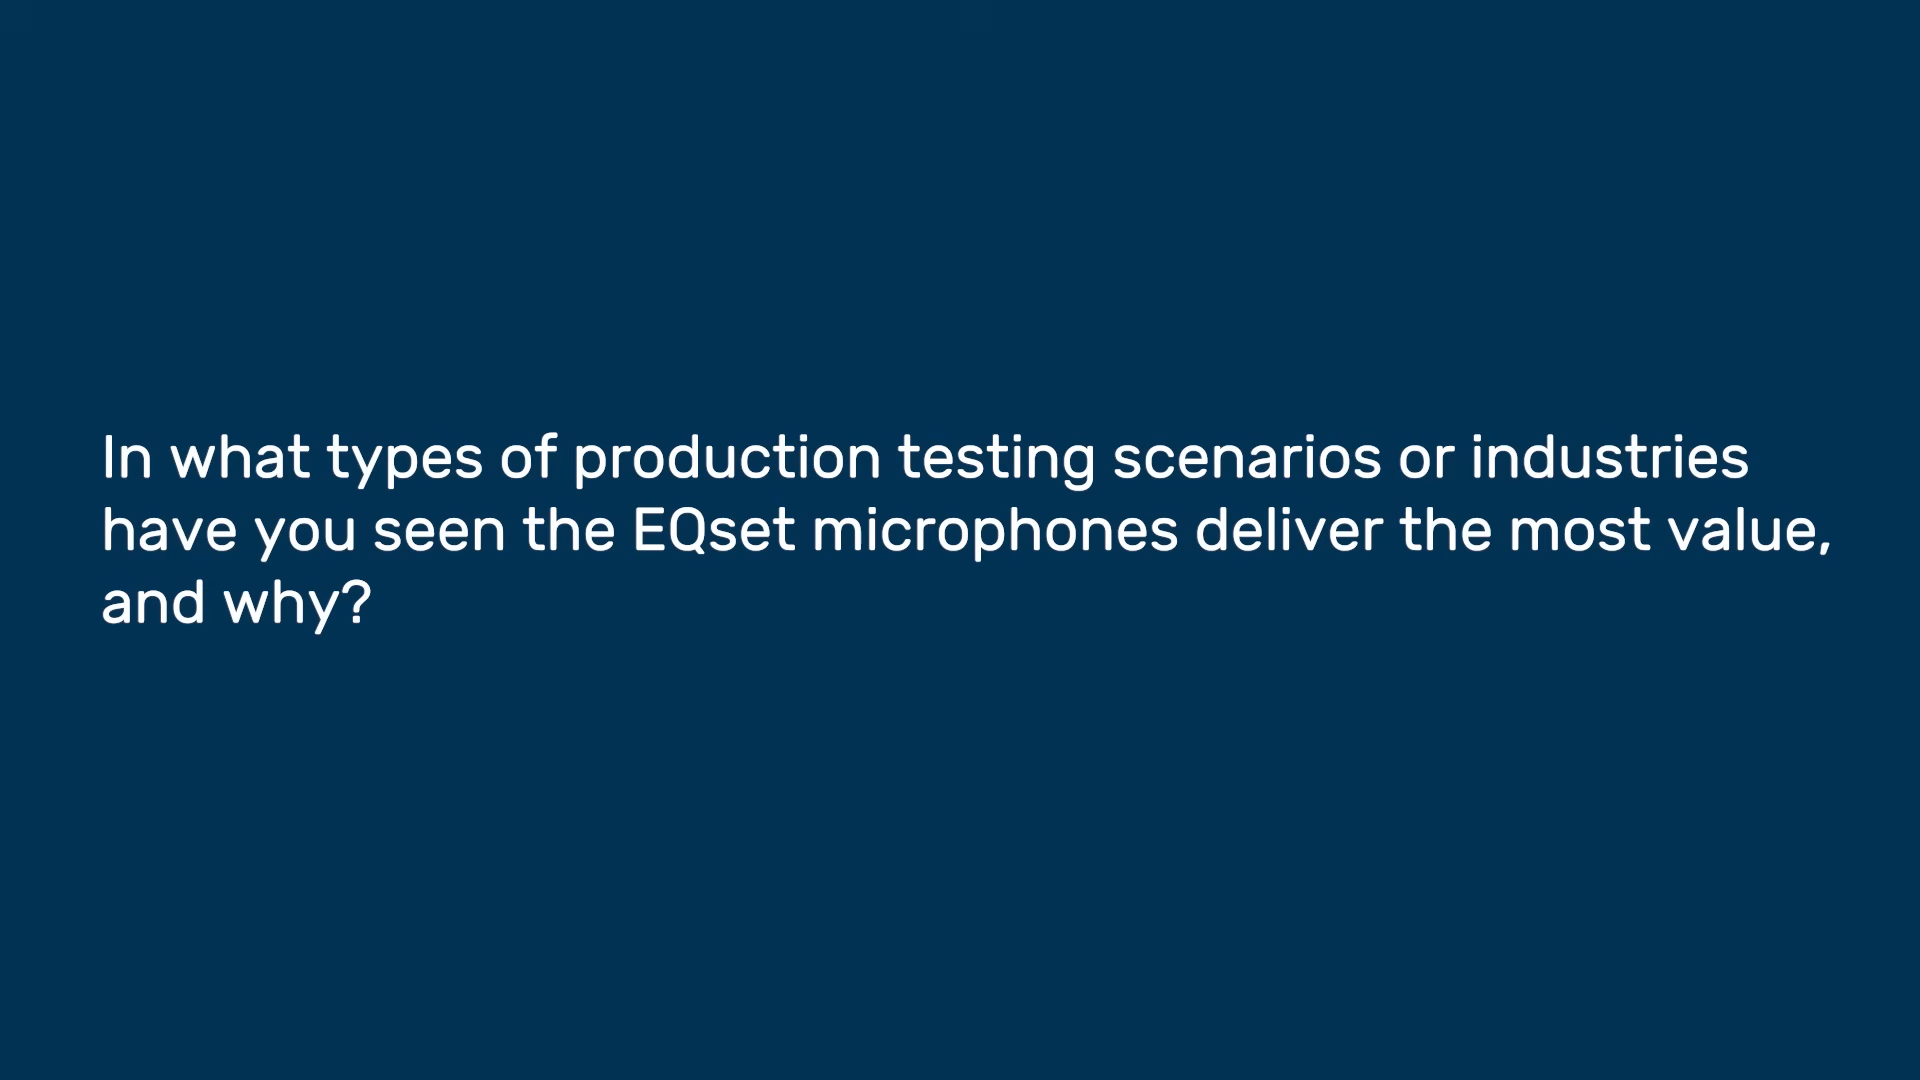 In what types of production testing scenarios or industries
have you seen the EQset microphones deliver the most value,
and why?